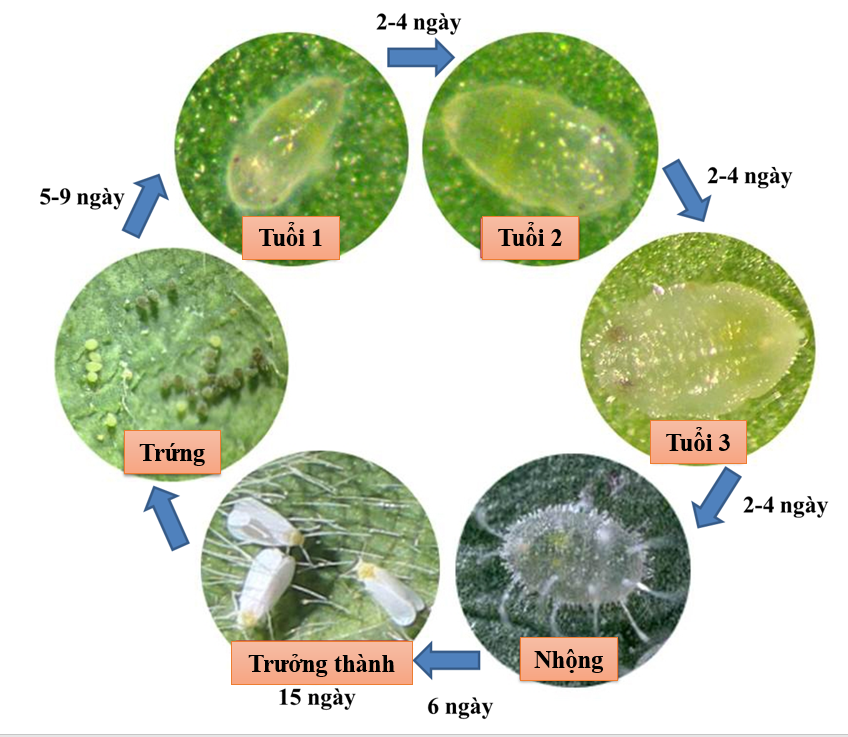 2-4 ngày
Tuổi 1
Tuổi 2
2-4 ngày
5-9 ngày
Tuổi 3
Trứng
2-4 ngày
Nhộng
Trưởng thành
15 ngày
6 ngày